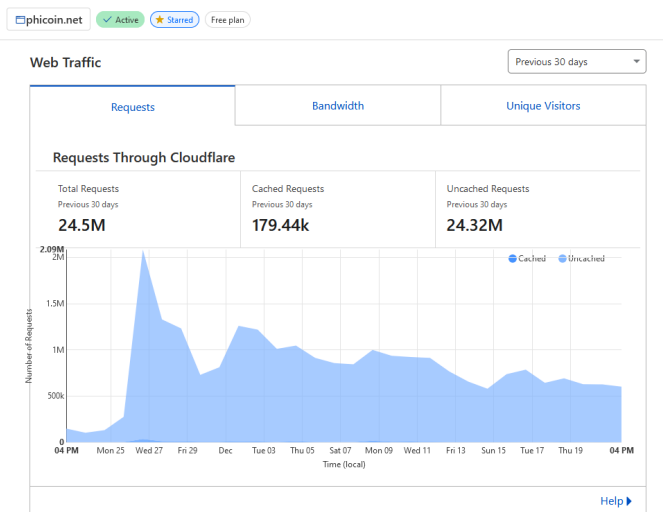 phicoin.net Active Starred Free plan
Web Traffic
Previous 30 days
Requests Bandwidth Unique Visitors
Requests Through Cloudflare
Total Requests Cached Requests Uncached Requests
Previous 30 days Previous 30 days Previous 30 days
24.5M 179.44k 24.32M
2.09M
Cached Uncached
2M
1.5M
1M
500k
0
Number of Requests
04 PM Mon 25 Wed 27 Fri 29 Dec Tue 03 Thu 05 Sat 07 Mon 09 Wed 11 Fri 13 Sun 15 Tue 17 Thu 19 04 PM
Time (local)
Help